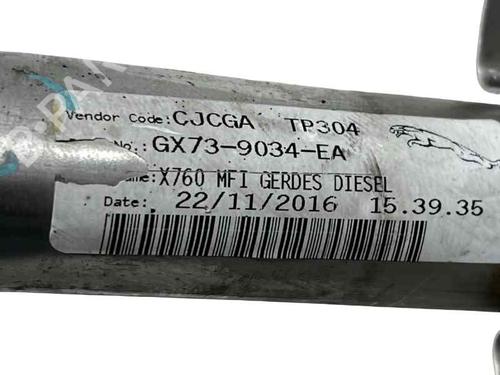 Vendor Code: CJCGA TP304
No.: GX73-9034-EA
X760 MFI GERDES DIESEL
Date: 22/11/2016 15.39.35